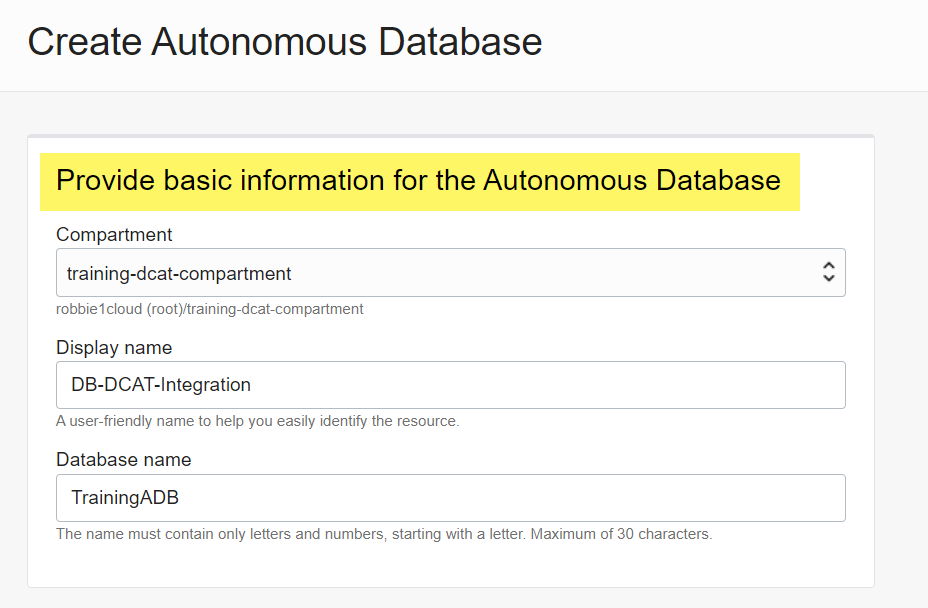 Create Autonomous Database
Provide basic information for the Autonomous Database
Compartment
training-dcat-compartment
robbie1cloud (root)/training-dcat-compartment
Display name
DB-DCAT-Integration
A user-friendly name to help you easily identify the resource.
Database name
TrainingADB
The name must contain only letters and numbers, starting with a letter. Maximum of 30 characters.